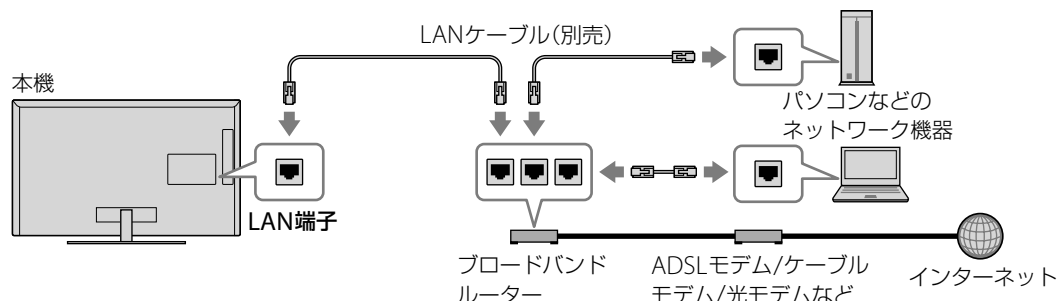 LANケーブル（別売）
本機
パソコンなどの
ネットワーク機器
LAN端子
ブロードバンド
ルーター
ADSLモデム/ケーブル
モデム/光モデムなど
インターネット